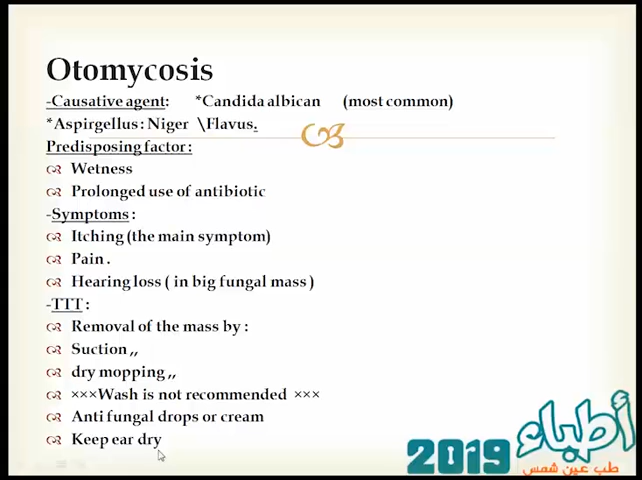 Otomycosis
-Causative agent: *Candida albican (most common)
*Aspirgellus: Niger \Flavus.
Predisposing factor:
Wetness
Prolonged use of antibiotic
-Symptoms:
Itching (the main symptom)
Pain .
Hearing loss ( in big fungal mass )
-TTT :
Removal of the mass by :
Suction ,,
dry mopping ,,
×××Wash is not recommended ×××
Anti fungal drops or cream
Keep ear dry
أطباء
2019
طب عين شمس